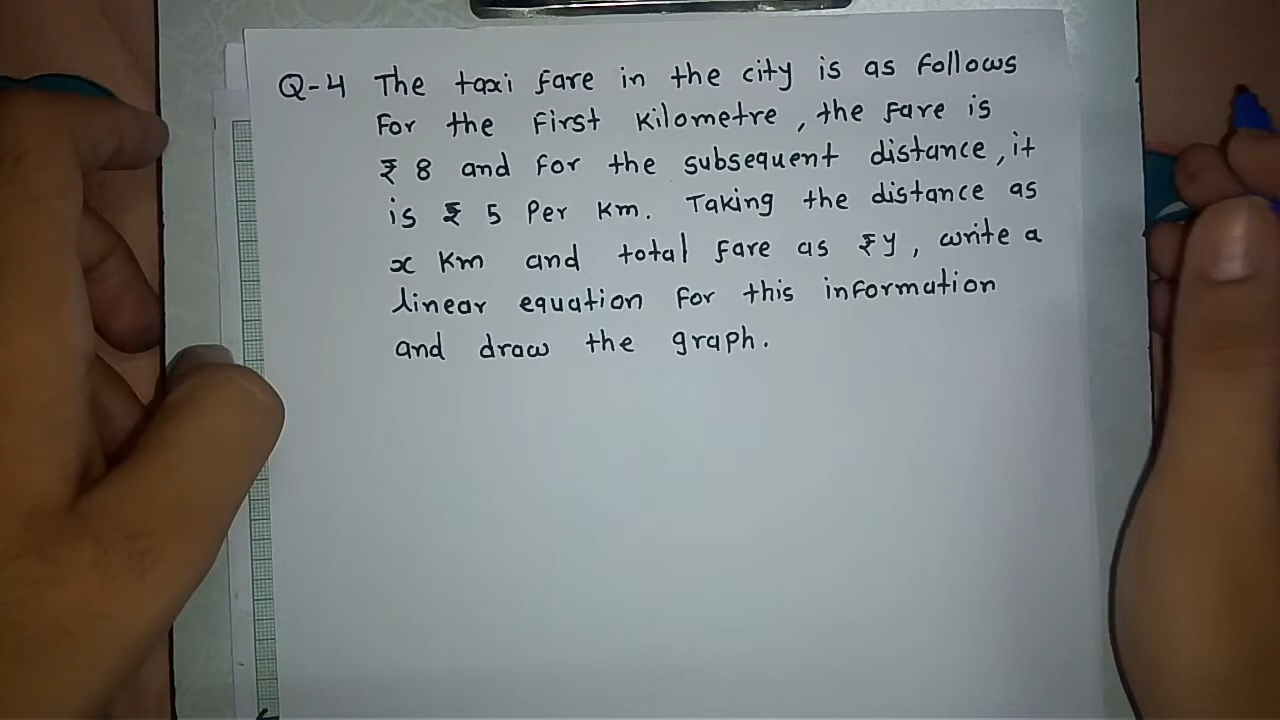 Q-4 The taxi fare in the city is as follows
For the first kilometre, the fare is
₹ 8 and for the subsequent distance, it
is ₹ 5 Per Km. Taking the distance as
x Km and total fare as ₹y, write a
linear equation for this information
and draw the graph.